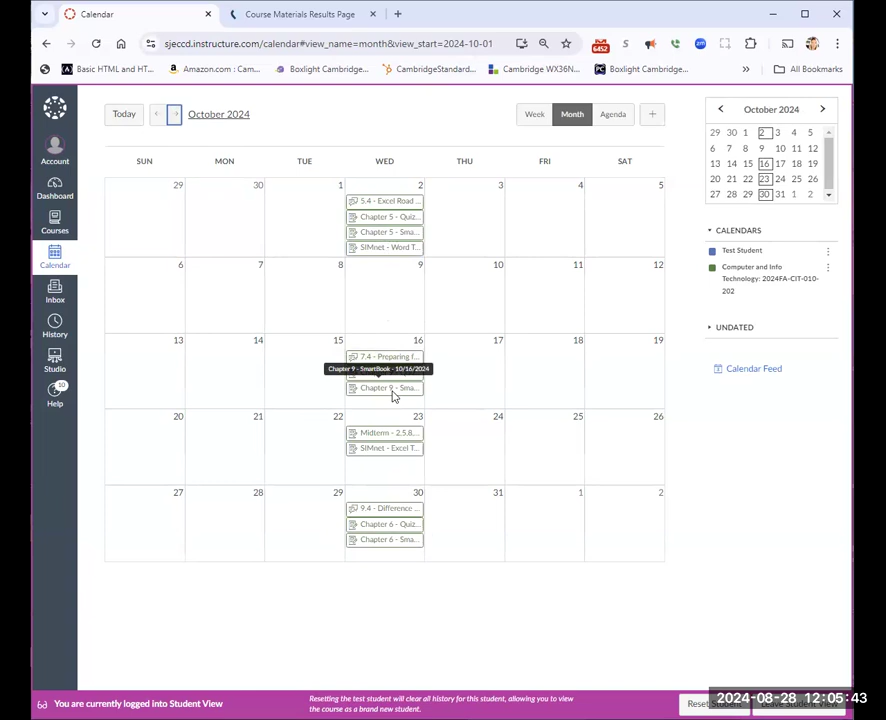 Calendar
Course Materials Results Page
sjeccd.instructure.com/calendar#view_name=month&view_start=2024-10-01
6452
Basic HTML and HT...
Amazon.com : Cam...
Boxlight Cambridge...
CambridgeStandard...
Cambridge WX36N...
Boxlight Cambridg...
All Bookmarks
Account
Dashboard
Courses
Calendar
Inbox
History
Studio
10
Help
Today
October 2024
Week
Month
Agenda
SUN MON TUE WED THU FRI SAT
29 30 1 2 3 4 5
5.4 - Excel Road ...
Chapter 5 - Quiz...
Chapter 5 - Sma...
SIMnet - Word T...
6 7 8 9 10 11 12
13 14 15 16 17 18 19
7.4 - Preparing f...
Chapter 9 - SmartBook - 10/16/2024
Chapter 9 - Sma...
20 21 22 23 24 25 26
Midterm - 2,5,8,...
SIMnet - Excel T...
27 28 29 30 31 1 2
9.4 - Difference ...
Chapter 6 - Quiz...
Chapter 6 - Sma...
October 2024
29 30 1 2 3 4 5
6 7 8 9 10 11 12
13 14 15 16 17 18 19
20 21 22 23 24 25 26
27 28 29 30 31 1 2
CALENDARS
Test Student
Computer and Info
Technology: 2024FA-CIT-010-
202
UNDATED
Calendar Feed
You are currently logged into Student View
Resetting the test student will clear all history for this student, allowing you to view
the course as a brand new student.
Reset Student
Leave Student View
2024-08-28 12:05:43